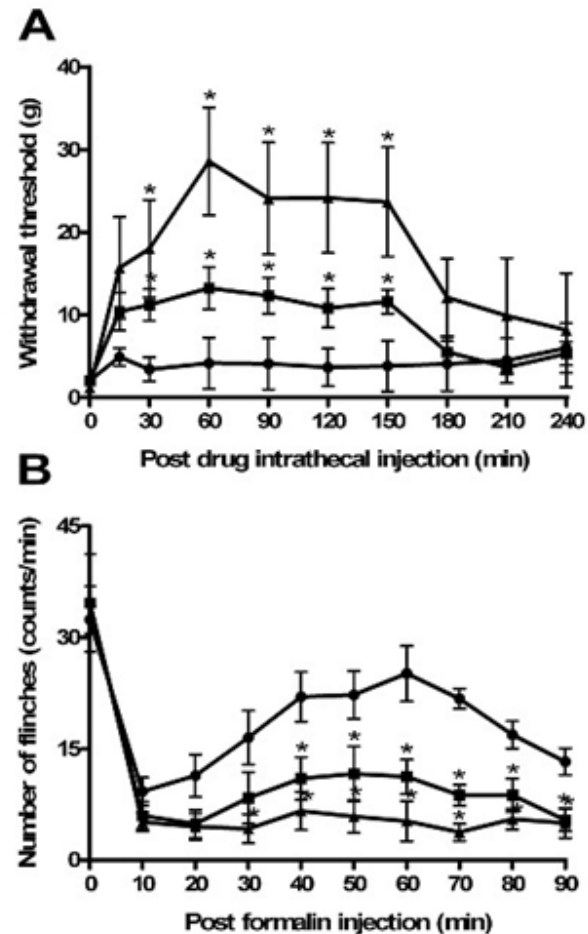 A
Withdrawal threshold (g)
40
30
20
10
0
* * * * *
* * * * *
0 30 60 90 120 150 180 210 240
Post drug intrathecal injection (min)
B
Number of flinches (counts/min)
45
30
15
0
* * * * * *
* * * * * * *
0 10 20 30 40 50 60 70 80 90
Post formalin injection (min)